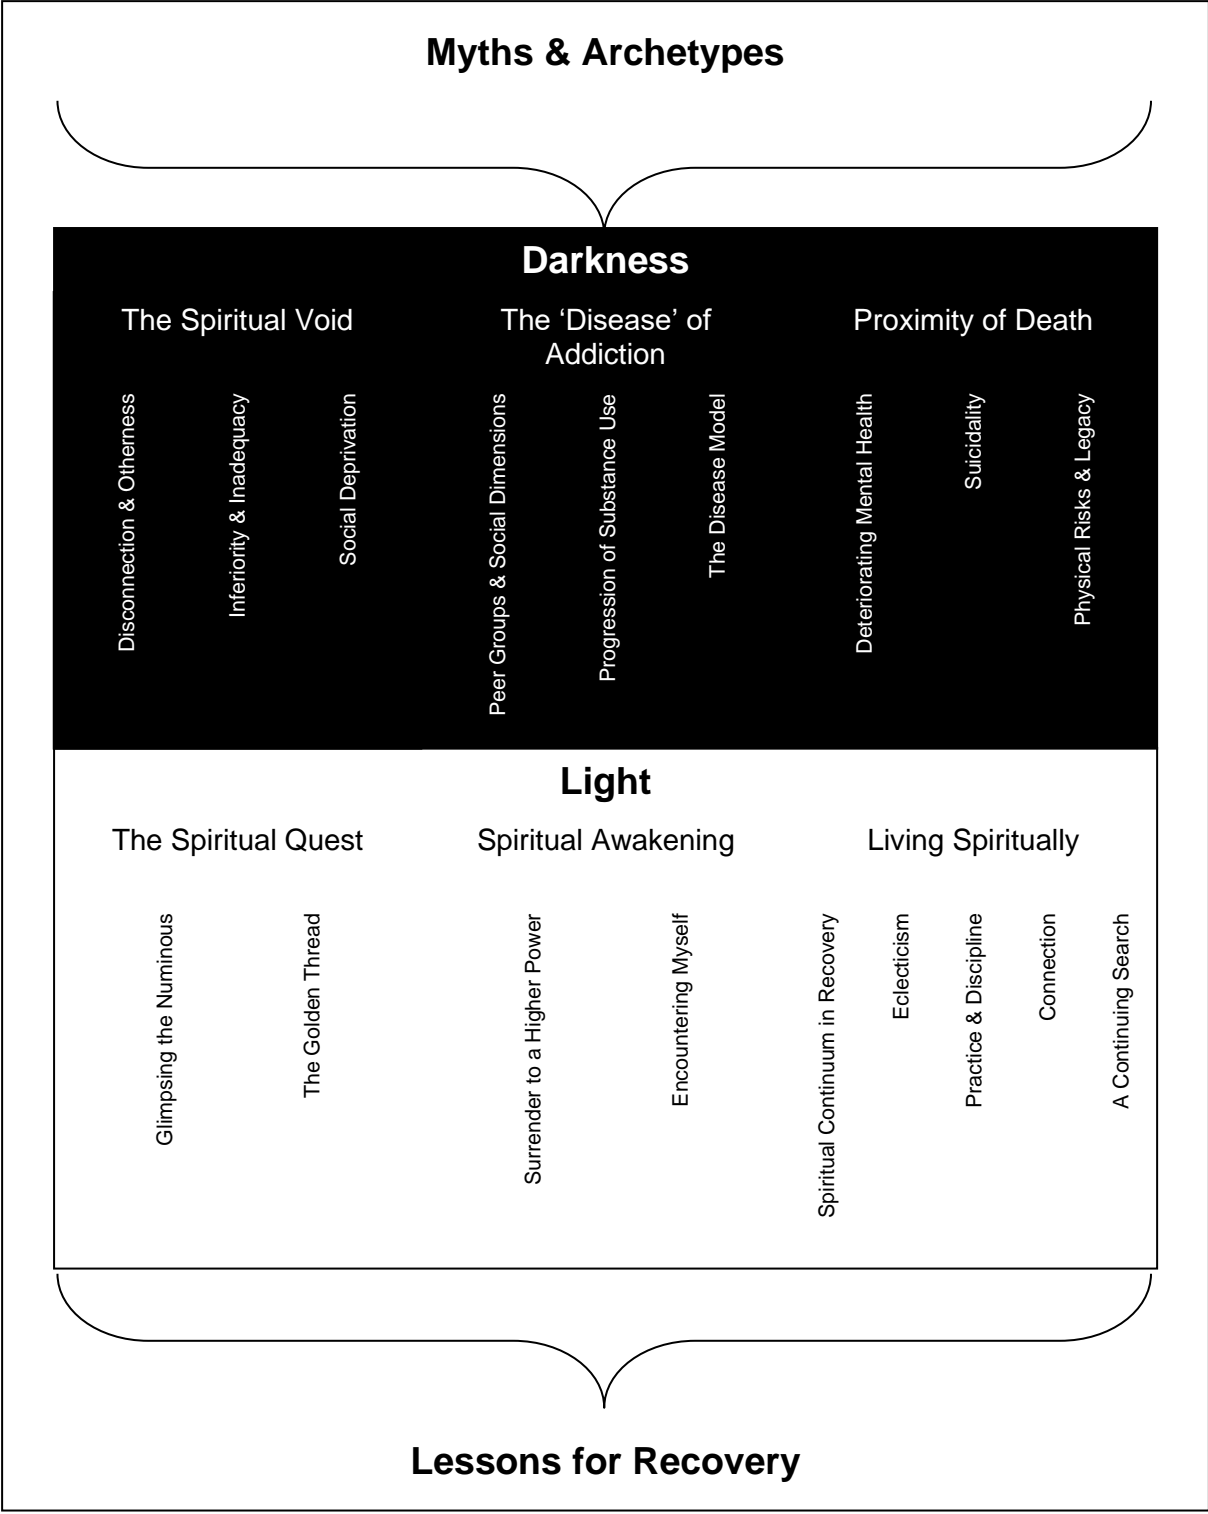 Myths & Archetypes
Darkness
The Spiritual Void
The ‘Disease’ of
Addiction
Proximity of Death
Disconnection & Otherness
Inferiority & Inadequacy
Social Deprivation
Peer Groups & Social Dimensions
Progression of Substance Use
The Disease Model
Deteriorating Mental Health
Suicidality
Physical Risks & Legacy
Light
The Spiritual Quest
Spiritual Awakening
Living Spiritually
Glimpsing the Numinous
The Golden Thread
Surrender to a Higher Power
Encountering Myself
Spiritual Continuum in Recovery
Eclecticism
Practice & Discipline
Connection
A Continuing Search
Lessons for Recovery